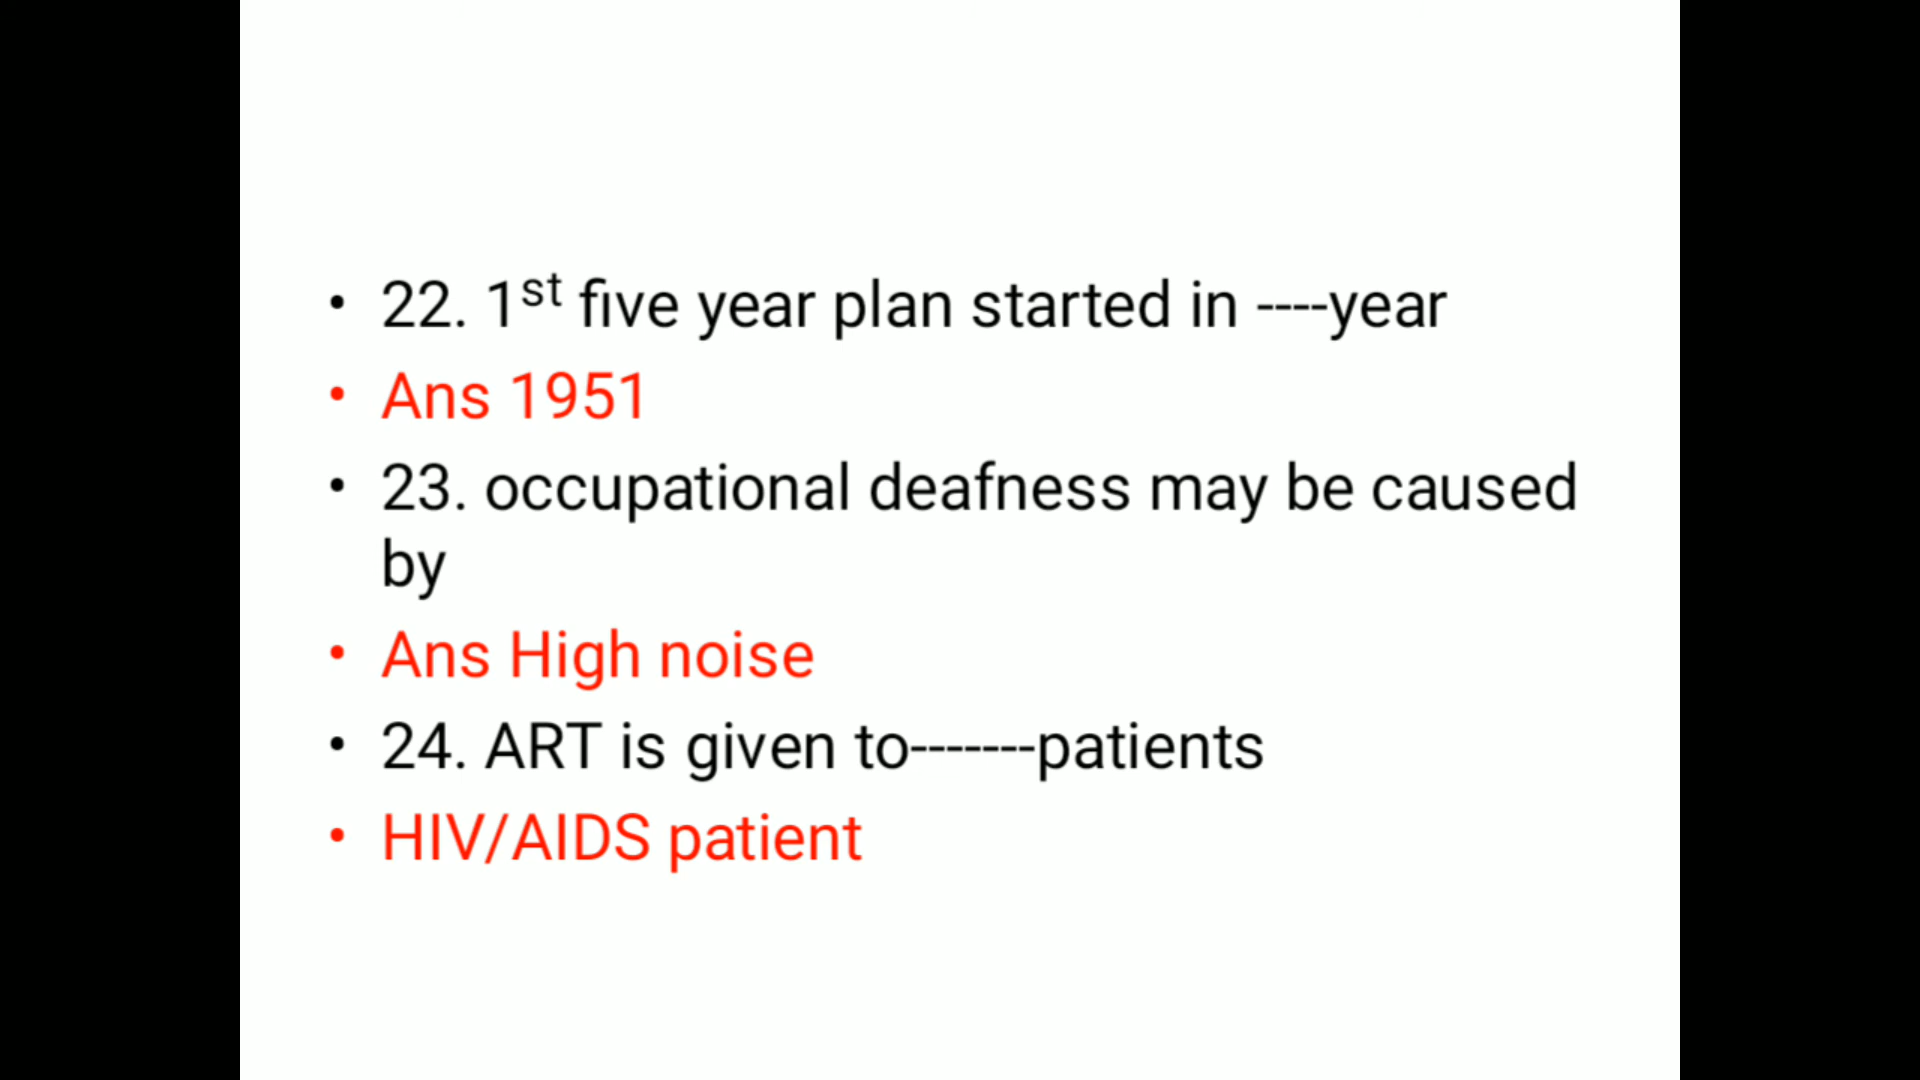 • 22. 1st five year plan started in ----year
• Ans 1951
• 23. occupational deafness may be caused
by
• Ans High noise
• 24. ART is given to-------patients
• HIV/AIDS patient